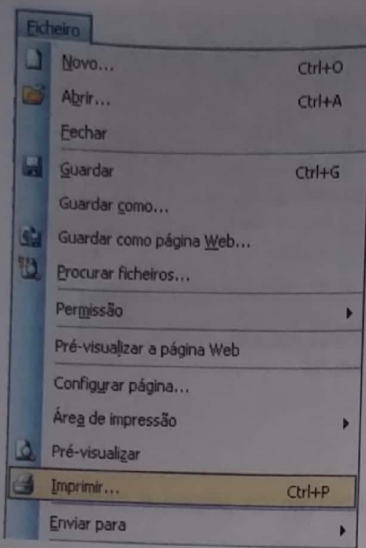 Ficheiro
Novo... Ctrl+O
Abrir... Ctrl+A
Fechar
Guardar Ctrl+G
Guardar como...
Guardar como página Web...
Procurar ficheiros...
Permissão
Pré-visualizar a página Web
Configurar página...
Área de impressão
Pré-visualizar
Imprimir... Ctrl+P
Enviar para